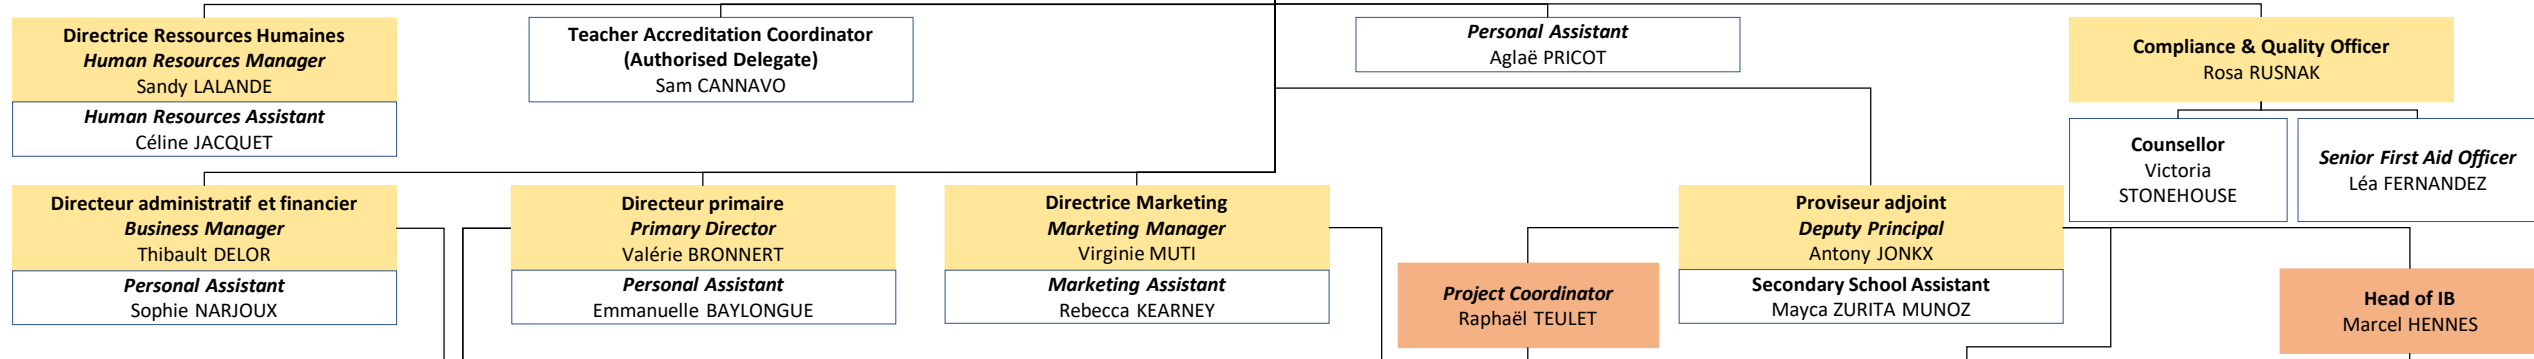 Directrice Ressources Humaines
Human Resources Manager
Sandy LALANDE
Human Resources Assistant
Céline JACQUET
Teacher Accreditation Coordinator
(Authorised Delegate)
Sam CANNAVO
Personal Assistant
Aglaë PRICOT
Compliance & Quality Officer
Rosa RUSNAK
Counsellor
Victoria
STONEHOUSE
Senior First Aid Officer
Léa FERNANDEZ
Directeur administratif et financier
Business Manager
Thibault DELOR
Personal Assistant
Sophie NARJOUX
Directeur primaire
Primary Director
Valérie BRONNERT
Personal Assistant
Emmanuelle BAYLONGUE
Directrice Marketing
Marketing Manager
Virginie MUTI
Marketing Assistant
Rebecca KEARNEY
Project Coordinator
Raphaël TEULET
Proviseur adjoint
Deputy Principal
Antony JONKX
Secondary School Assistant
Mayca ZURITA MUNOZ
Head of IB
Marcel HENNES